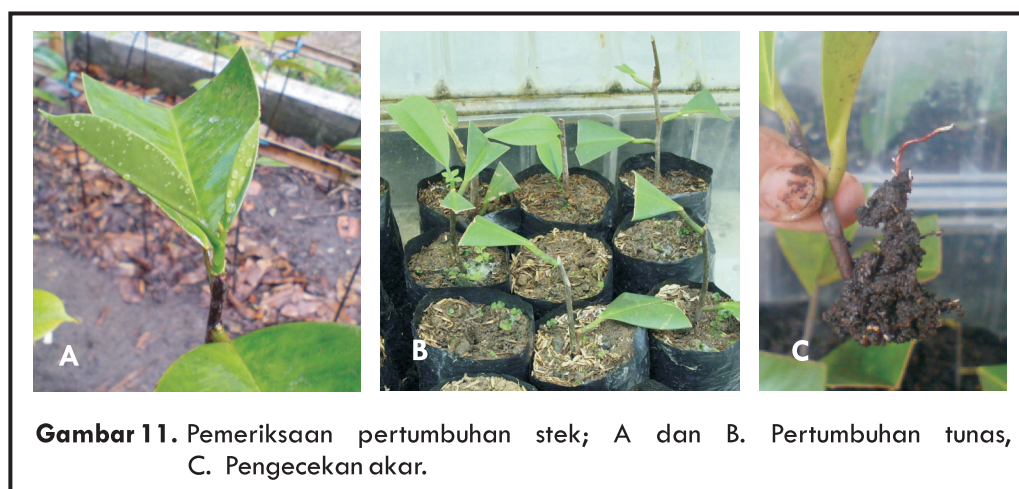 A
B
C
Gambar 11. Pemeriksaan pertumbuhan stek; A dan B. Pertumbuhan tunas,
C. Pengecekan akar.